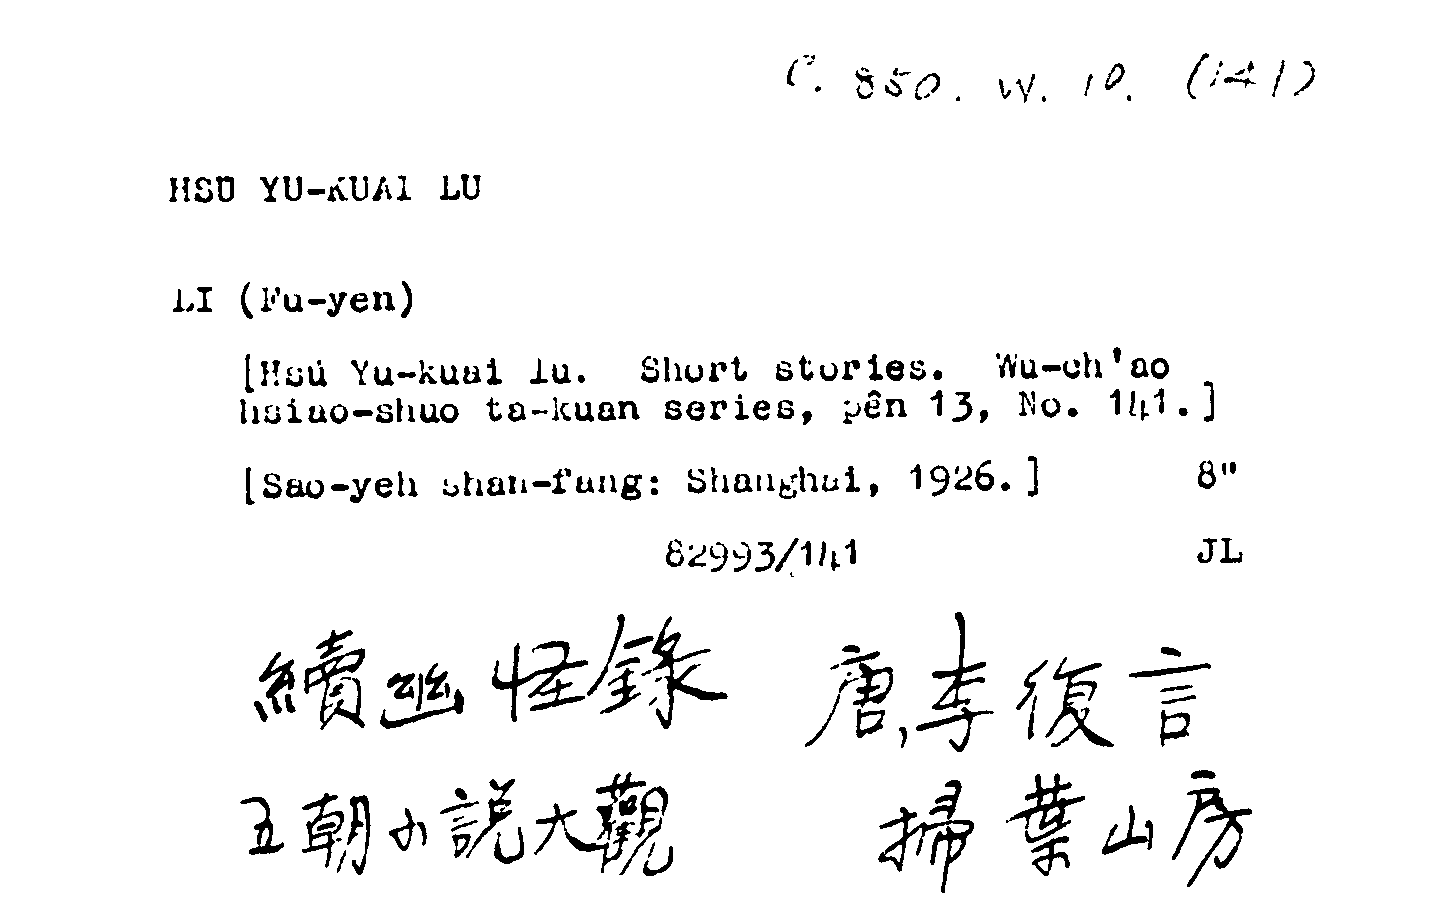 C. 850. W. 10. (141)
HSÜ YU-KUAI LU
LI (Fu-yen)
[Hsü Yu-kuai lu. Short stories. Wu-ch'ao
hsiao-shuo ta-kuan series, pên 13, No. 141.]
[Sao-yeh shan-fang: Shanghai, 1926.] 8"
82993/141 JL
續幽怪錄 唐,李復言
五朝小説大觀 掃葉山房